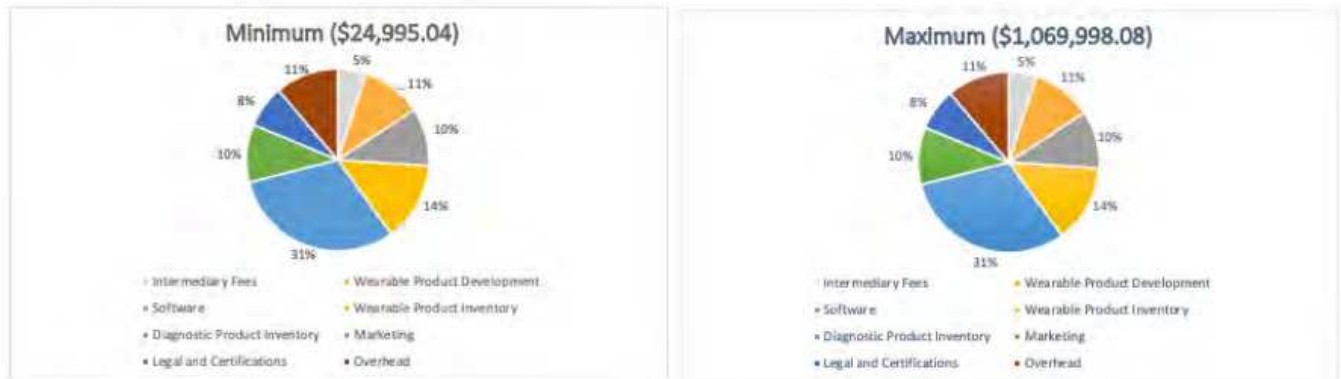 Minimum ($24,995.04)
5%
11%
10%
14%
31%
10%
8%
11%
Intermediary Fees
Wearable Product Development
Software
Wearable Product Inventory
Diagnostic Product Inventory
Marketing
Legal and Certifications
Overhead
Maximum ($1,069,998.08)
5%
11%
10%
14%
31%
10%
8%
11%
Intermediary Fees
Wearable Product Development
Software
Wearable Product Inventory
Diagnostic Product Inventory
Marketing
Legal and Certifications
Overhead